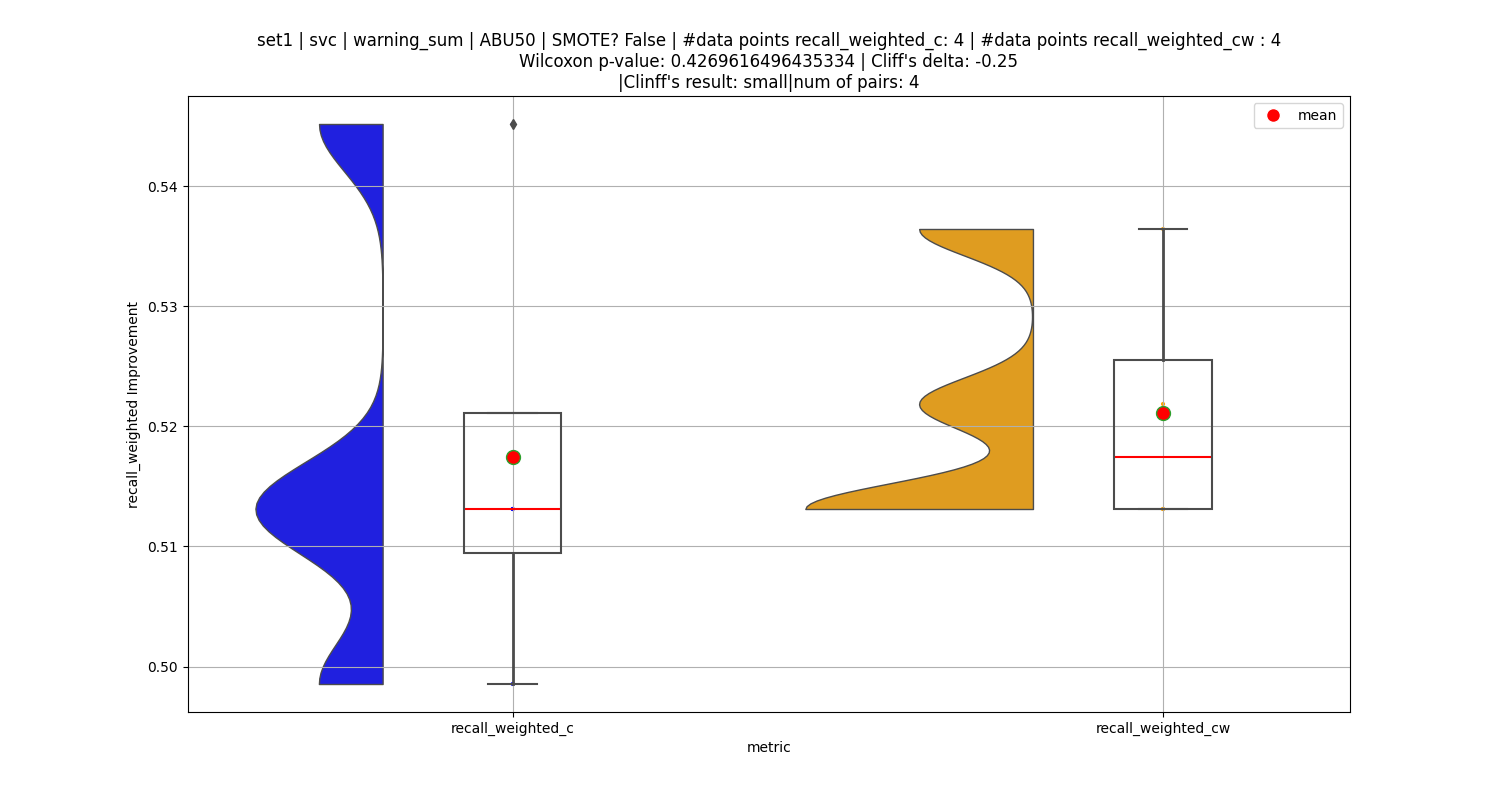 set1 | svc | warning_sum | ABU50 | SMOTE? False | #data points recall_weighted_c: 4 | #data points recall_weighted_cw : 4
Wilcoxon p-value: 0.4269616496435334 | Cliff's delta: -0.25
|Clinff's result: small|num of pairs: 4
mean
0.54
0.53
0.52
0.51
0.50
recall_weighted Improvement
recall_weighted_c
recall_weighted_cw
metric